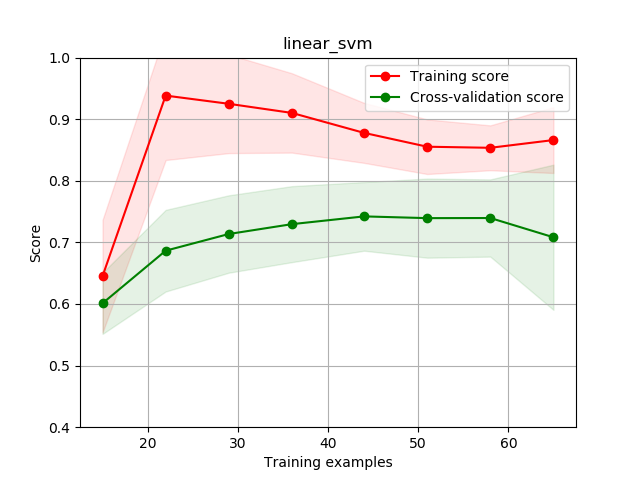 linear_svm
1.0
0.9
0.8
0.7
0.6
0.5
0.4
Score
Training score
Cross-validation score
20 30 40 50 60
Training examples